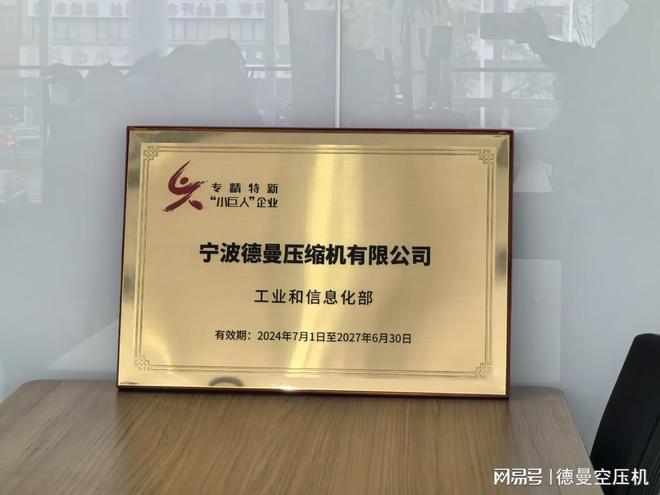 专精特新
“小巨人”企业
宁波德曼压缩机有限公司
工业和信息化部
有效期：2024年7月1日至2027年6月30日
网易号 | 德曼空压机